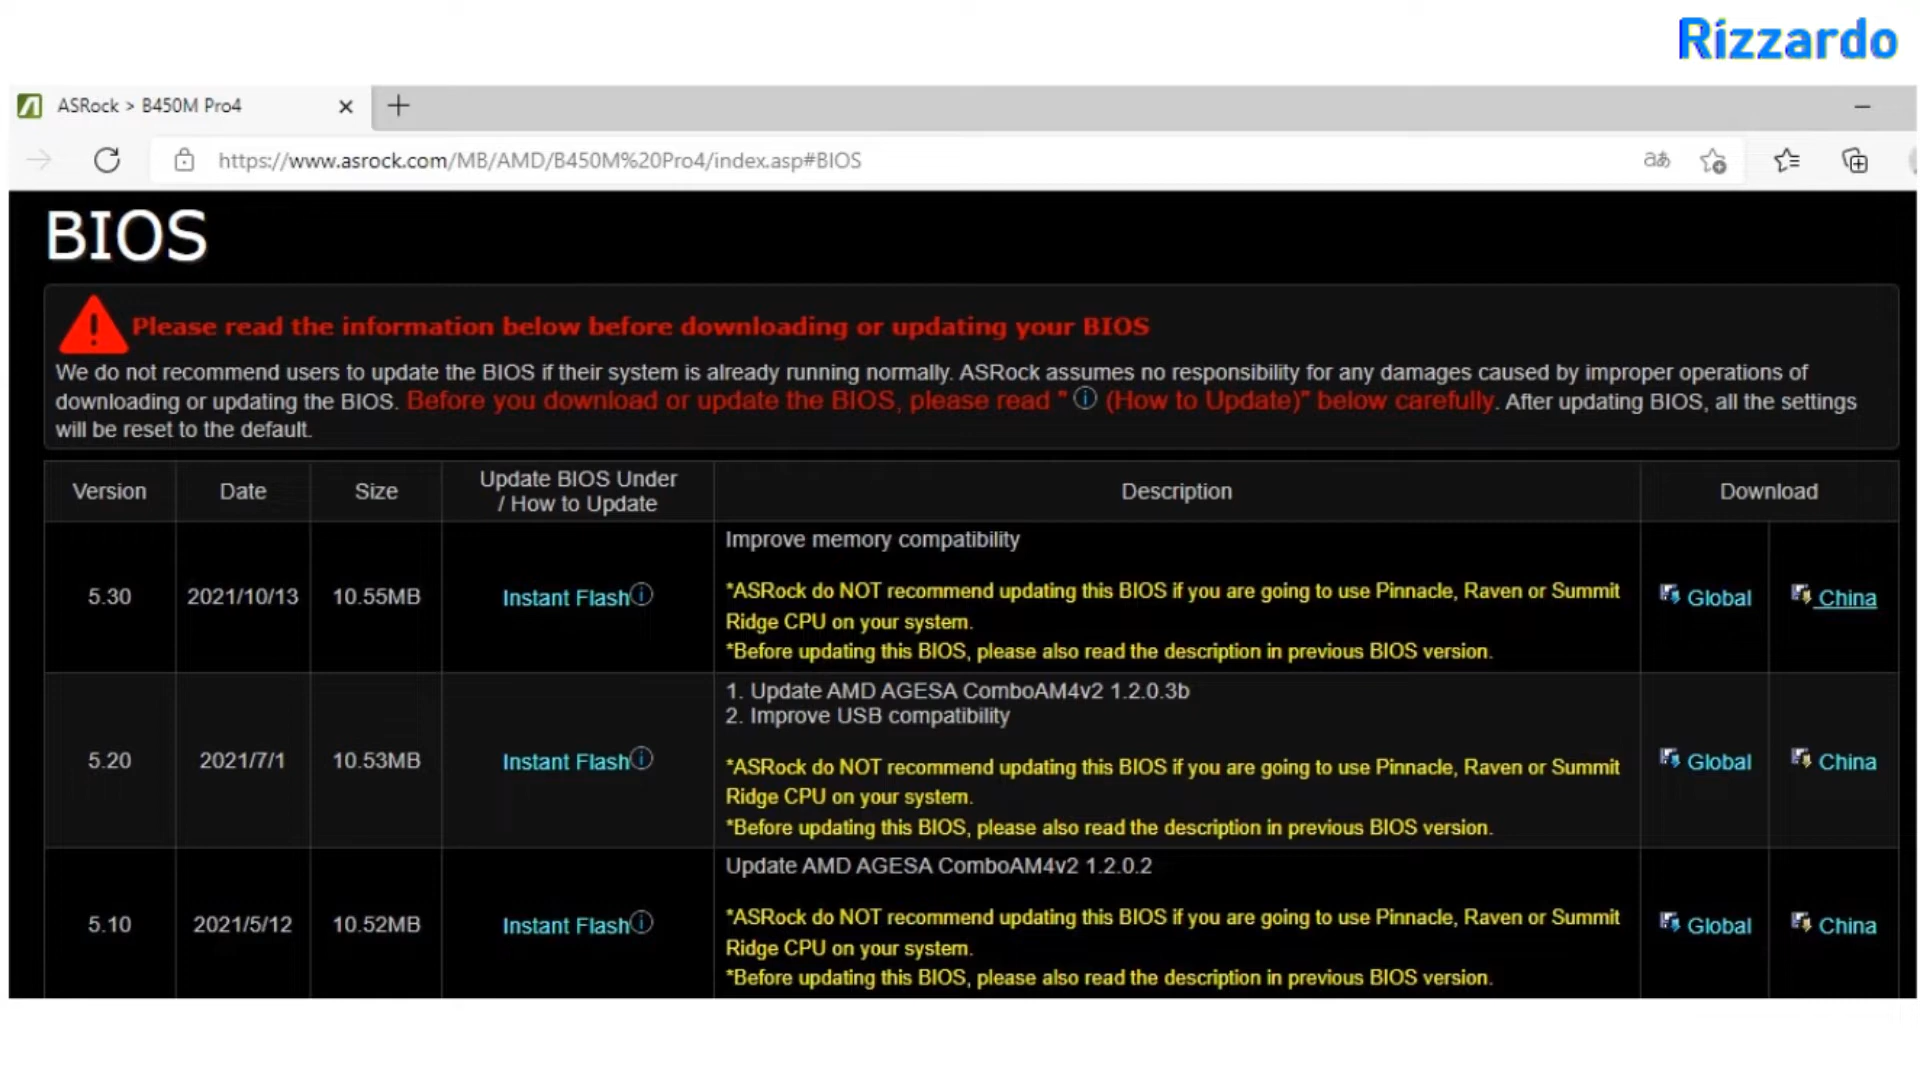 Rizzardo
ASRock > B450M Pro4
https://www.asrock.com/MB/AMD/B450M%20Pro4/index.asp#BIOS
aあ
BIOS
Please read the information below before downloading or updating your BIOS
We do not recommend users to update the BIOS if their system is already running normally. ASRock assumes no responsibility for any damages caused by improper operations of
downloading or updating the BIOS. Before you download or update the BIOS, please read " ⓘ (How to Update)" below carefully. After updating BIOS, all the settings
will be reset to the default.
Version Date Size Update BIOS Under Description Download
/ How to Update
Improve memory compatibility
*ASRock do NOT recommend updating this BIOS if you are going to use Pinnacle, Raven or Summit
5.30 2021/10/13 10.55MB Instant Flash Global China
Ridge CPU on your system.
*Before updating this BIOS, please also read the description in previous BIOS version.
1. Update AMD AGESA ComboAM4v2 1.2.0.3b
2. Improve USB compatibility
5.20 2021/7/1 10.53MB Instant Flash Global China
*ASRock do NOT recommend updating this BIOS if you are going to use Pinnacle, Raven or Summit
Ridge CPU on your system.
*Before updating this BIOS, please also read the description in previous BIOS version.
Update AMD AGESA ComboAM4v2 1.2.0.2
*ASRock do NOT recommend updating this BIOS if you are going to use Pinnacle, Raven or Summit
5.10 2021/5/12 10.52MB Instant Flash Global China
Ridge CPU on your system.
*Before updating this BIOS, please also read the description in previous BIOS version.